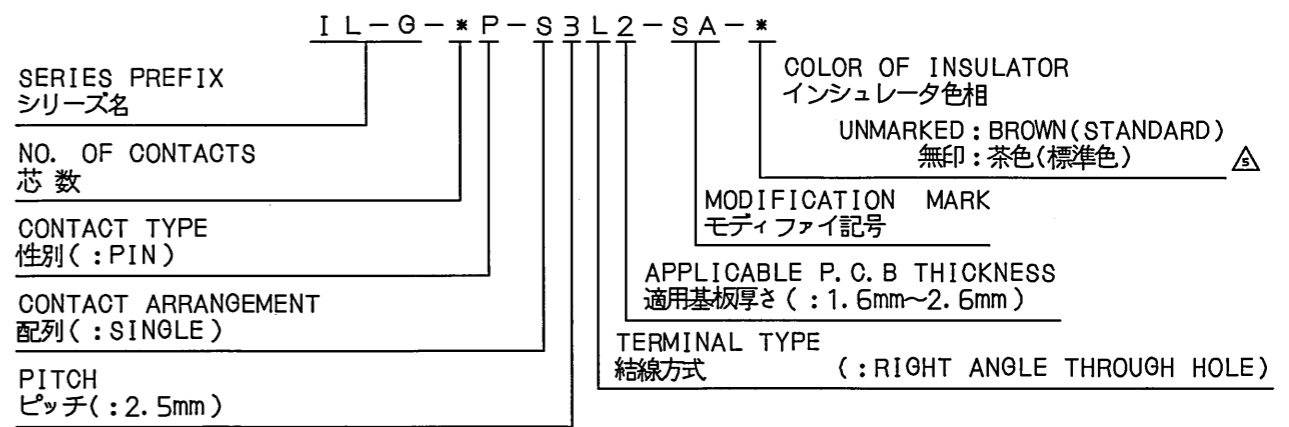 IL-G-*P-S3L2-SA-*
SERIES PREFIX
シリーズ名
NO. OF CONTACTS
芯数
CONTACT TYPE
性別(:PIN)
CONTACT ARRANGEMENT
配列(:SINGLE)
PITCH
ピッチ(:2.5mm)
COLOR OF INSULATOR
インシュレータ色相
UNMARKED:BROWN(STANDARD)
無印:茶色(標準色)
5
MODIFICATION MARK
モディファイ記号
APPLICABLE P.C.B THICKNESS
適用基板厚さ(:1.6mm~2.6mm)
TERMINAL TYPE
結線方式 (:RIGHT ANGLE THROUGH HOLE)